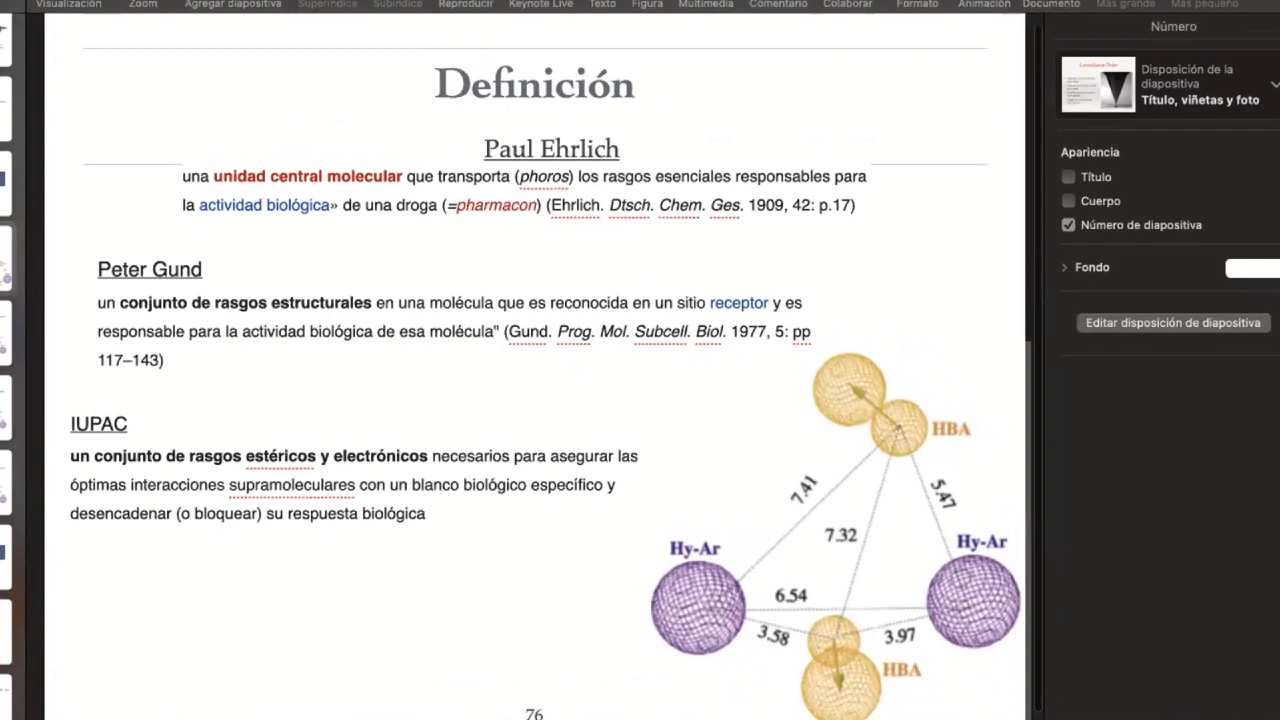 Visualización Zoom Agregar diapositiva Superíndice Subíndice Reproducir Keynote Live Texto Figura Multimedia Comentario Colaborar Formato Animación Documento Más grande Más pequeño
Número
Disposición de la
diapositiva
Título, viñetas y foto
Apariencia
Título
Cuerpo
Número de diapositiva
Fondo
Editar disposición de diapositiva
Definición
Paul Ehrlich
una unidad central molecular que transporta (phoros) los rasgos esenciales responsables para
la actividad biológica» de una droga (=pharmacon) (Ehrlich. Dtsch. Chem. Ges. 1909, 42: p.17)
Peter Gund
un conjunto de rasgos estructurales en una molécula que es reconocida en un sitio receptor y es
responsable para la actividad biológica de esa molécula" (Gund. Prog. Mol. Subcell. Biol. 1977, 5: pp
117–143)
IUPAC
un conjunto de rasgos estéricos y electrónicos necesarios para asegurar las
óptimas interacciones supramoleculares con un blanco biológico específico y
desencadenar (o bloquear) su respuesta biológica
HBA
7.41
5.47
7.32
Hy-Ar
Hy-Ar
6.54
3.58
3.97
HBA
76